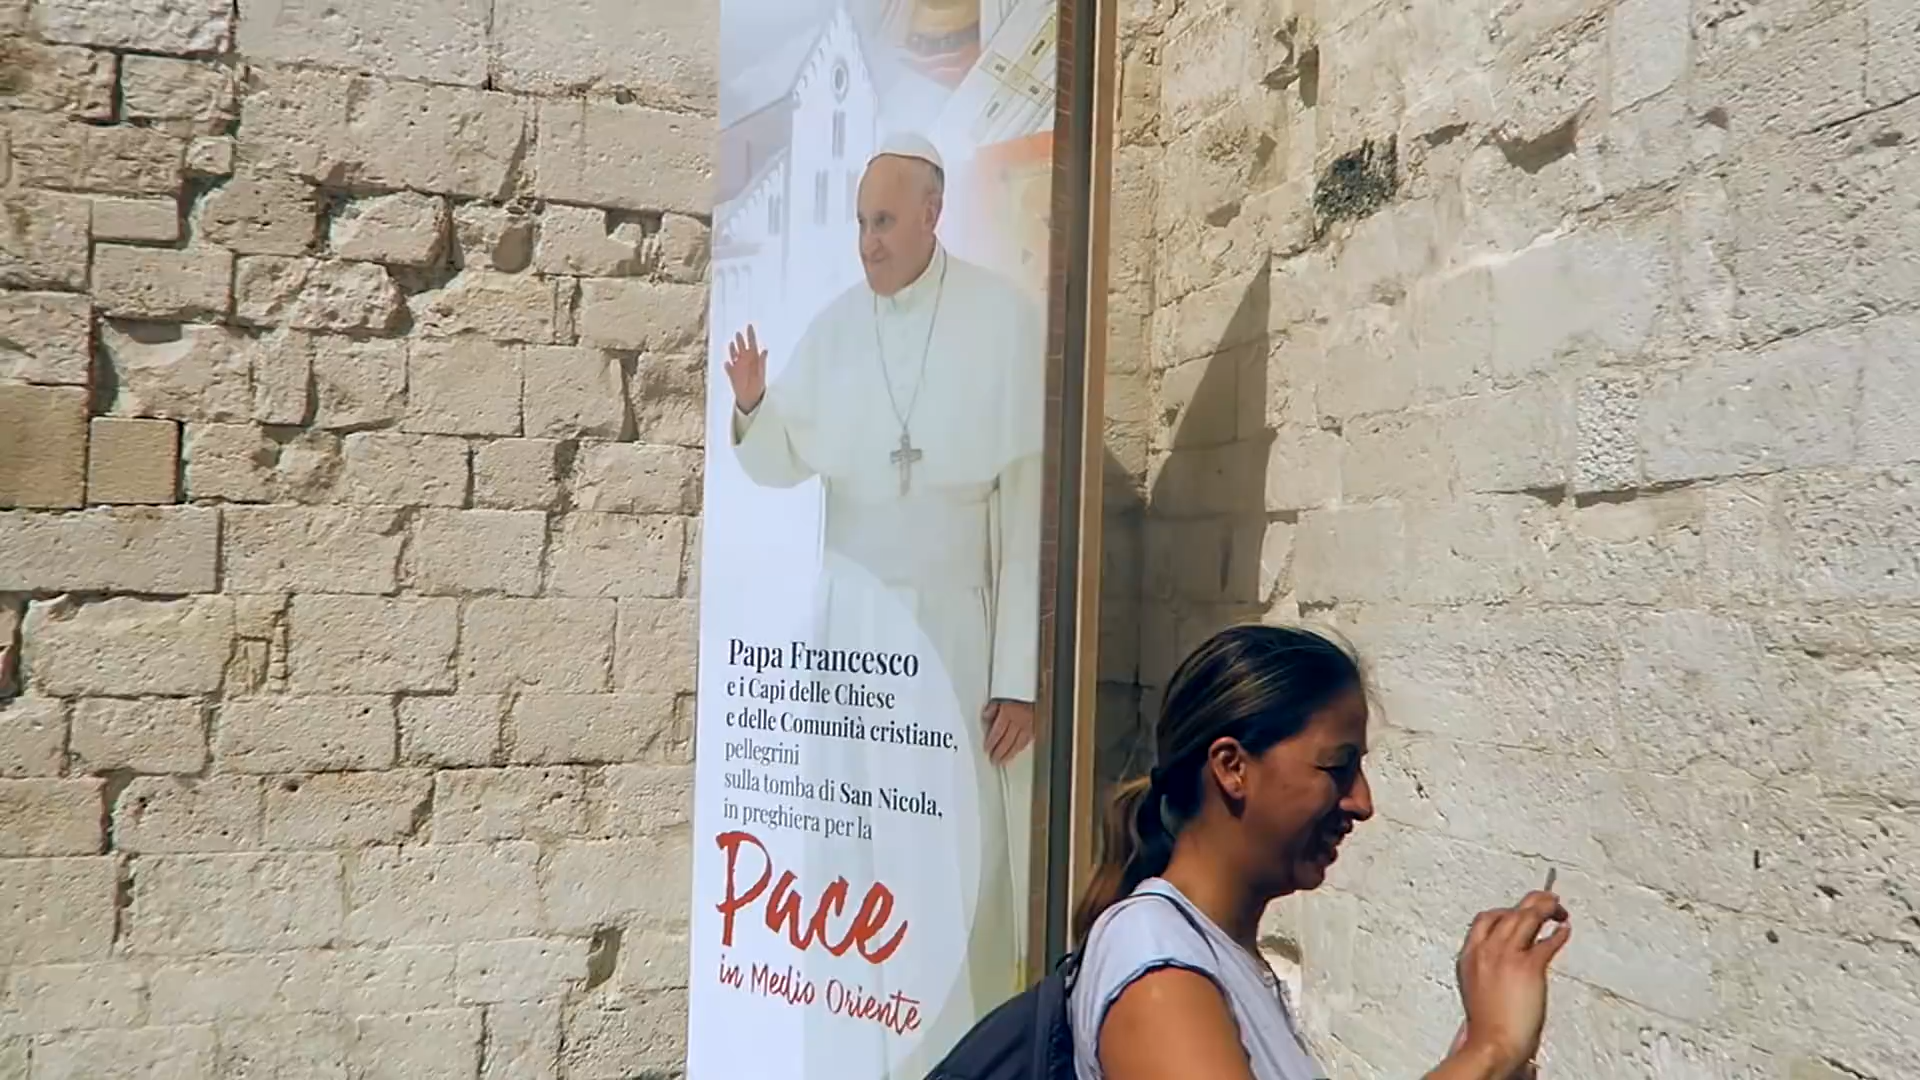 Papa Francesco
e i Capi delle Chiese
e delle Comunità cristiane,
pellegrini
sulla tomba di San Nicola,
in preghiera per la
Pace
in Medio Oriente